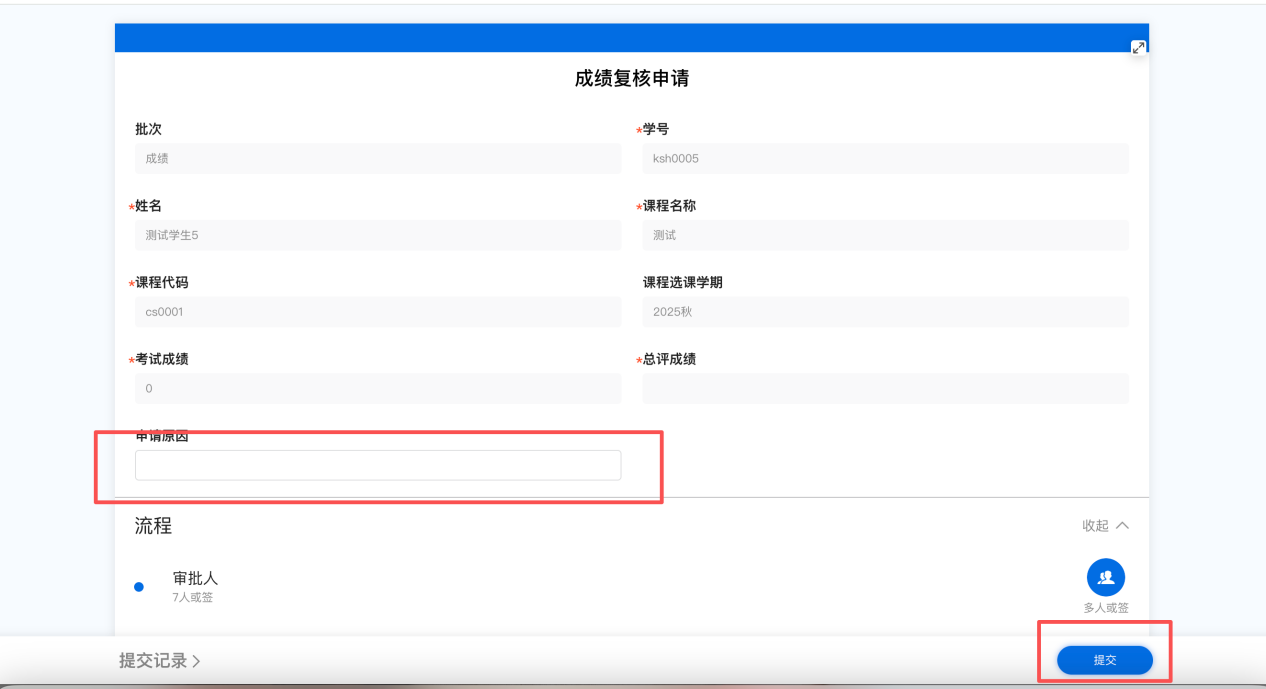 成绩复核申请
批次
*学号
成绩
ksh0005
*姓名
*课程名称
测试学生5
测试
*课程代码
课程选课学期
cs0001
2025秋
*考试成绩
*总评成绩
0
申请原因
流程
收起
审批人
7人或签
多人或签
提交记录
提交